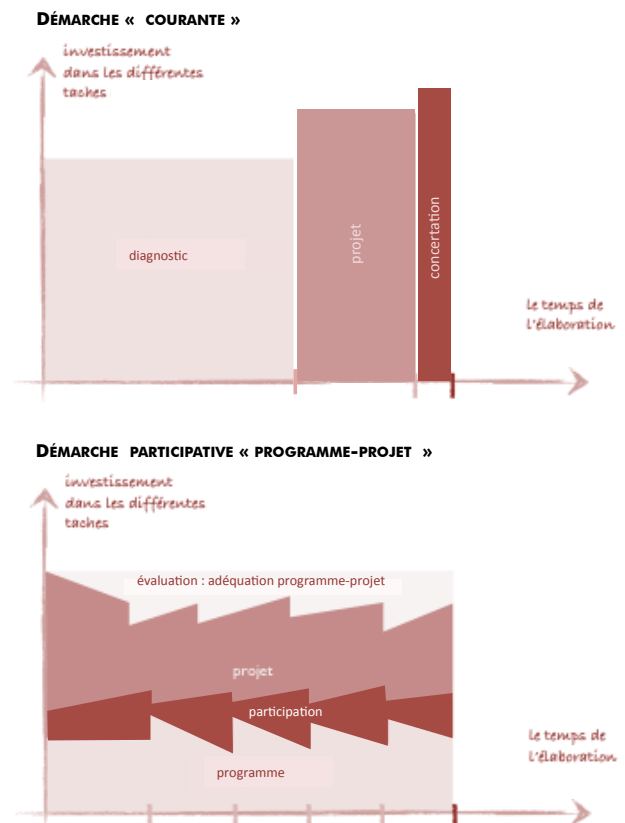 DÉMARCHE « COURANTE »
investissement
dans les différentes
taches
diagnostic
projet
concertation
le temps de
l'élaboration
DÉMARCHE PARTICIPATIVE « PROGRAMME-PROJET »
investissement
dans les différentes
taches
évaluation : adéquation programme-projet
projet
participation
programme
le temps de
l'élaboration